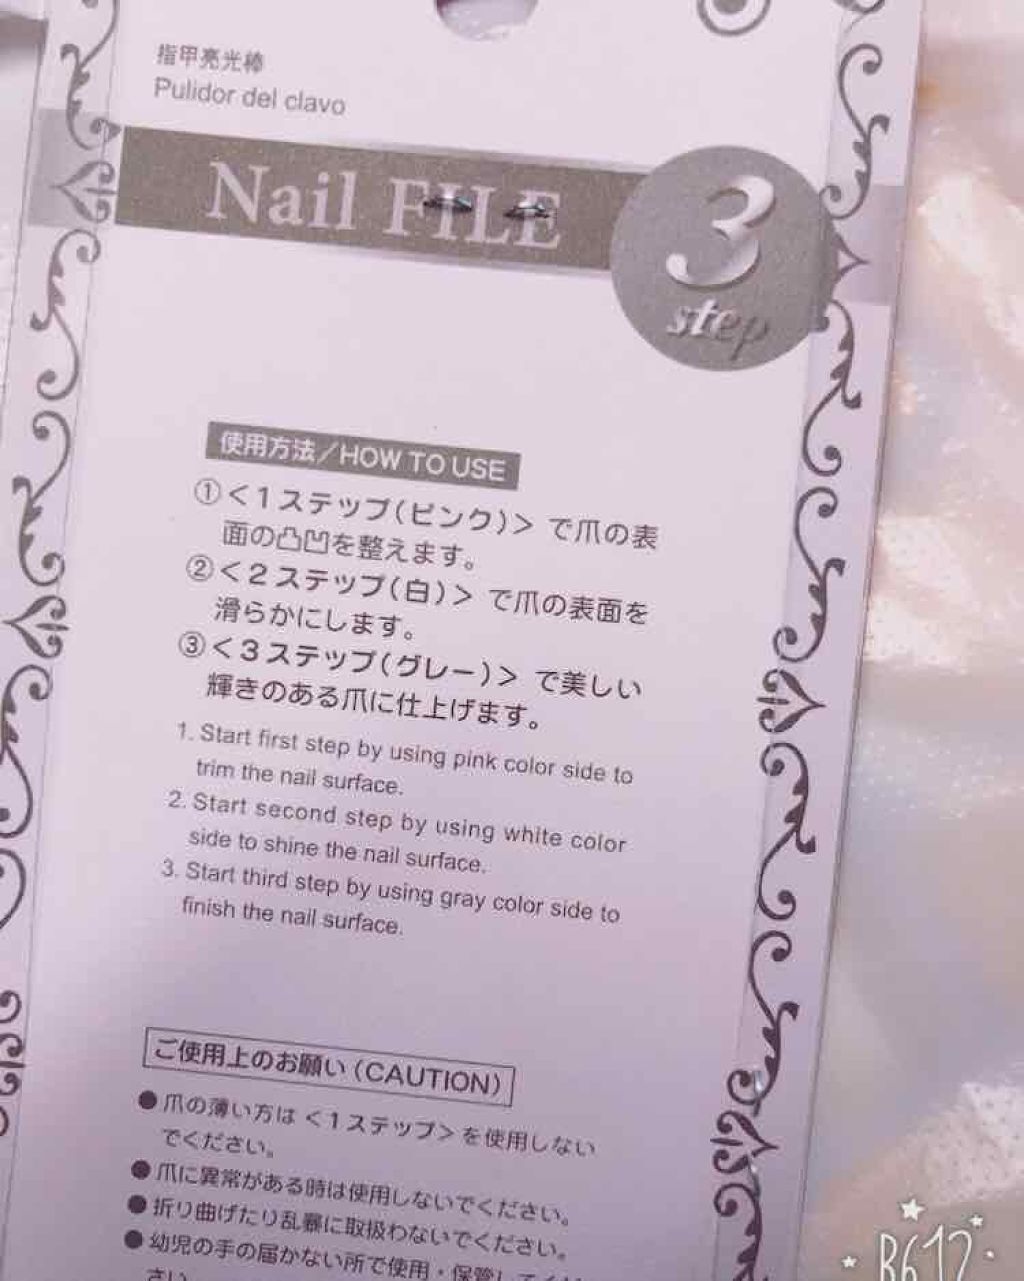 指甲亮光棒
Pulidor del clavo
Nail FILE
3
step
使用方法／HOW TO USE
①＜1ステップ(ピンク)＞ で爪の表
面の凸凹を整えます。
②＜2ステップ(白)＞ で爪の表面を
滑らかにします。
③＜3ステップ(グレー)＞ で美しい
輝きのある爪に仕上げます。
1. Start first step by using pink color side to
trim the nail surface.
2. Start second step by using white color
side to shine the nail surface.
3. Start third step by using gray color side to
finish the nail surface.
ご使用上のお願い (CAUTION)
●爪の薄い方は ＜1ステップ＞を使用しない
でください。
●爪に異常がある時は使用しないでください。
●折り曲げたり乱暴に取扱わないでください。
●幼児の手の届かない所で使用・保管してくだ
さい
B612